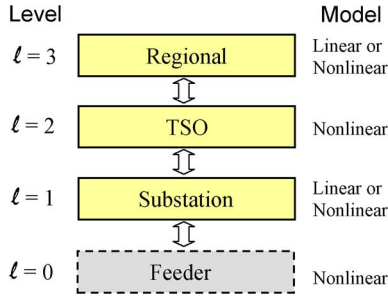 Level Model
ℓ = 3 Regional Linear or
Nonlinear
ℓ = 2 TSO Nonlinear
ℓ = 1 Substation Linear or
Nonlinear
ℓ = 0 Feeder Nonlinear